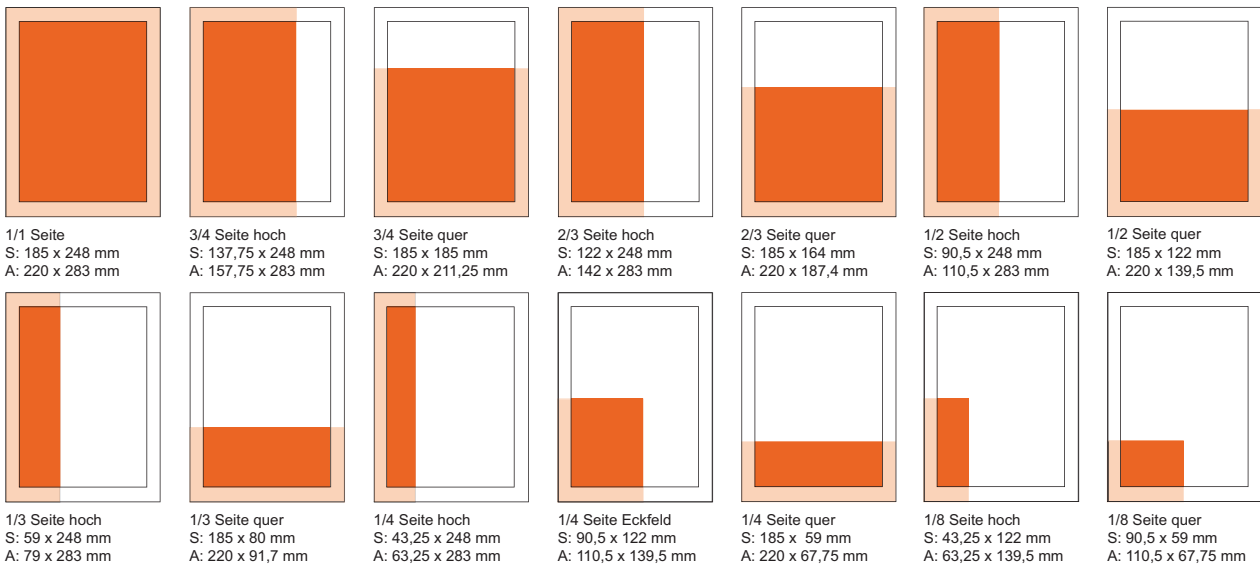 1/1 Seite
S: 185 x 248 mm
A: 220 x 283 mm
3/4 Seite hoch
S: 137,75 x 248 mm
A: 157,75 x 283 mm
3/4 Seite quer
S: 185 x 185 mm
A: 220 x 211,25 mm
2/3 Seite hoch
S: 122 x 248 mm
A: 142 x 283 mm
2/3 Seite quer
S: 185 x 164 mm
A: 220 x 187,4 mm
1/2 Seite hoch
S: 90,5 x 248 mm
A: 110,5 x 283 mm
1/2 Seite quer
S: 185 x 122 mm
A: 220 x 139,5 mm
1/3 Seite hoch
S: 59 x 248 mm
A: 79 x 283 mm
1/3 Seite quer
S: 185 x 80 mm
A: 220 x 91,7 mm
1/4 Seite hoch
S: 43,25 x 248 mm
A: 63,25 x 283 mm
1/4 Seite Eckfeld
S: 90,5 x 122 mm
A: 110,5 x 139,5 mm
1/4 Seite quer
S: 185 x 59 mm
A: 220 x 67,75 mm
1/8 Seite hoch
S: 43,25 x 122 mm
A: 63,25 x 139,5 mm
1/8 Seite quer
S: 90,5 x 59 mm
A: 110,5 x 67,75 mm